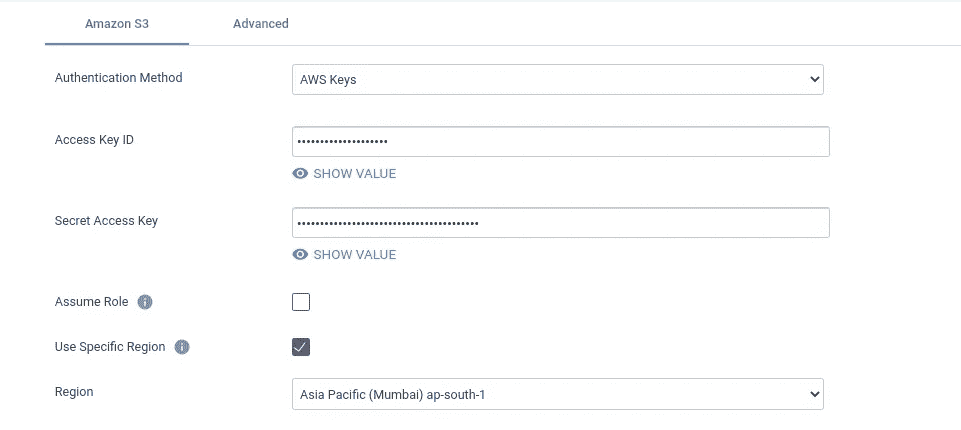 Amazon S3 Advanced
Authentication Method AWS Keys
Access Key ID ••••••••••••••••••••
SHOW VALUE
Secret Access Key ••••••••••••••••••••••••••••••••••••••••
SHOW VALUE
Assume Role
Use Specific Region
Region Asia Pacific (Mumbai) ap-south-1